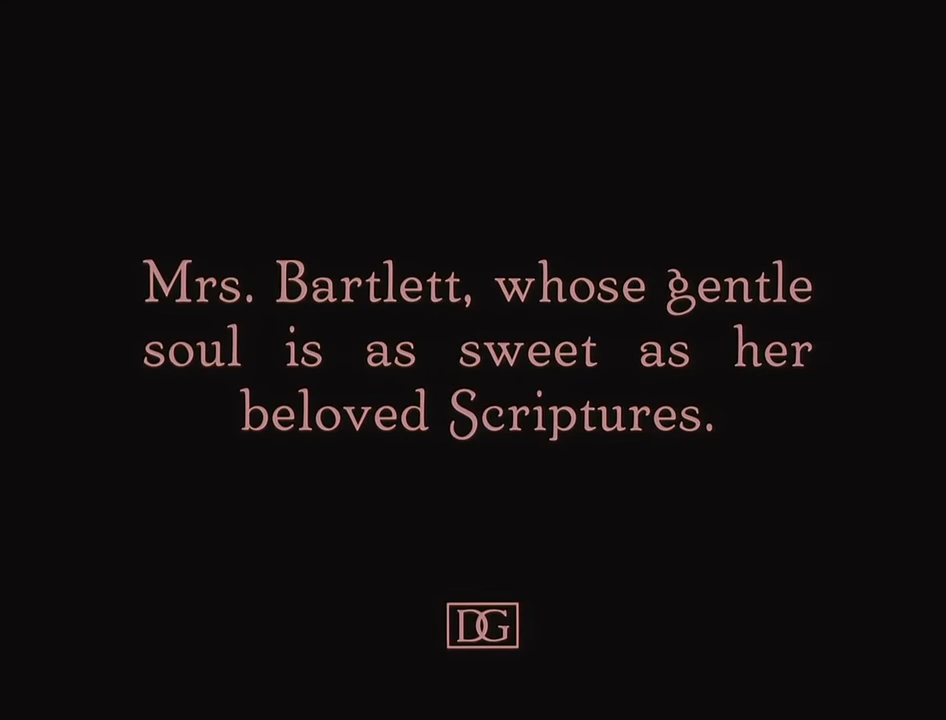 Mrs. Bartlett, whose gentle
soul is as sweet as her
beloved Scriptures.
DG